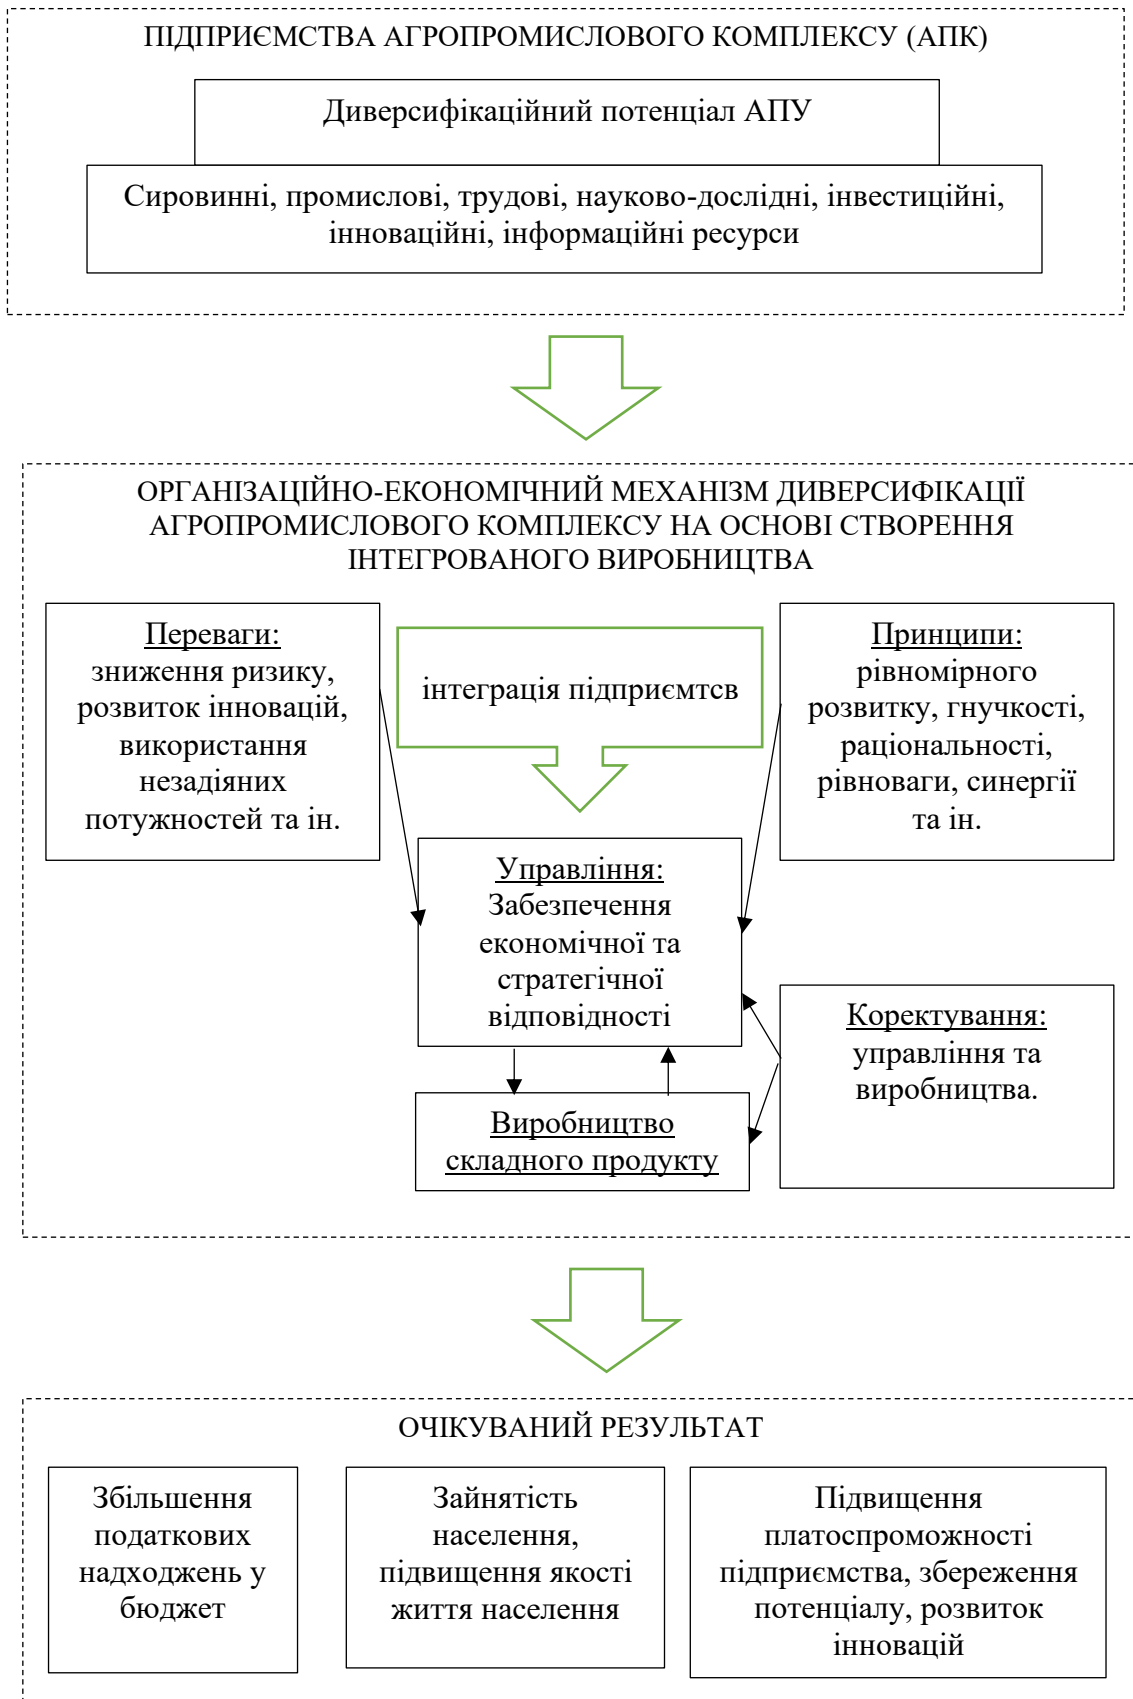 ПІДПРИЄМСТВА АГРОПРОМИСЛОВОГО КОМПЛЕКСУ (АПК)
Диверсифікаційний потенціал АПУ
Сировинні, промислові, трудові, науково-дослідні, інвестиційні,
інноваційні, інформаційні ресурси
ОРГАНІЗАЦІЙНО-ЕКОНОМІЧНИЙ МЕХАНІЗМ ДИВЕРСИФІКАЦІЇ
АГРОПРОМИСЛОВОГО КОМПЛЕКСУ НА ОСНОВІ СТВОРЕННЯ
ІНТЕГРОВАНОГО ВИРОБНИЦТВА
Переваги:
зниження ризику,
розвиток інновацій,
використання
незадіяних
потужностей та ін.
інтеграція підприємтсв
Принципи:
рівномірного
розвитку, гнучкості,
раціональності,
рівноваги, синергії
та ін.
Управління:
Забезпечення
економічної та
стратегічної
відповідності
Коректування:
управління та
виробництва.
Виробництво
складного продукту
ОЧІКУВАНИЙ РЕЗУЛЬТАТ
Збільшення
податкових
надходжень у
бюджет
Зайнятість
населення,
підвищення якості
життя населення
Підвищення
платоспроможності
підприємства, збереження
потенціалу, розвиток
інновацій